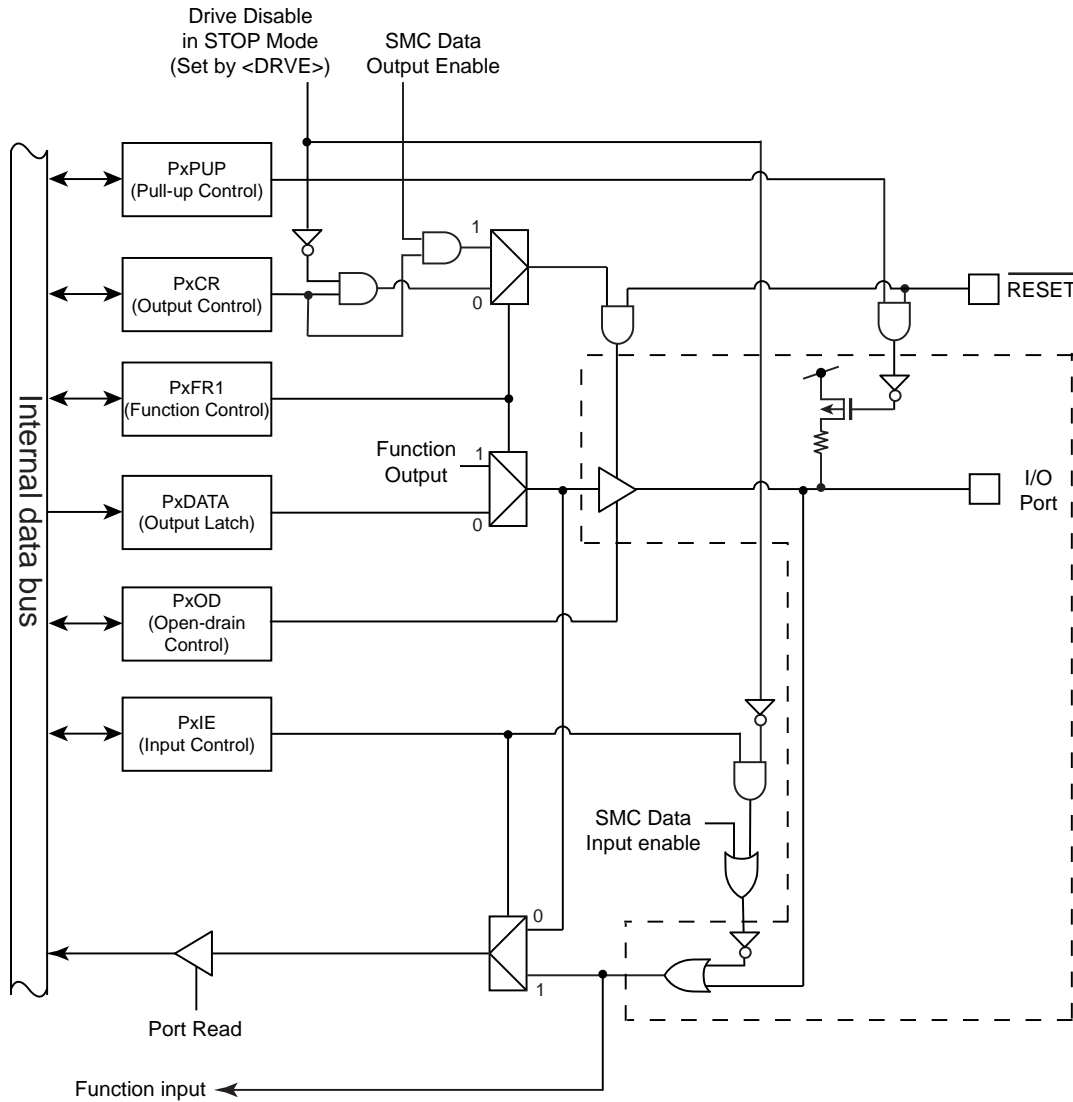 Drive Disable
in STOP Mode
(Set by <DRVE>)
SMC Data
Output Enable
PxPUP
(Pull-up Control)
1
PxCR
(Output Control)
0
RESET
PxFR1
(Function Control)
Internal data bus
Function
Output
1
I/O
Port
PxDATA
(Output Latch)
0
PxOD
(Open-drain
Control)
PxIE
(Input Control)
SMC Data
Input enable
0
1
Port Read
Function input